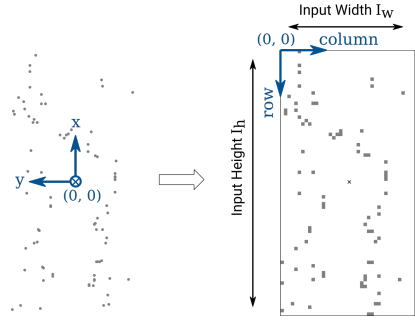 Input Width I_w
(0, 0)
column
row
Input Height I_h
x
y
(0, 0)